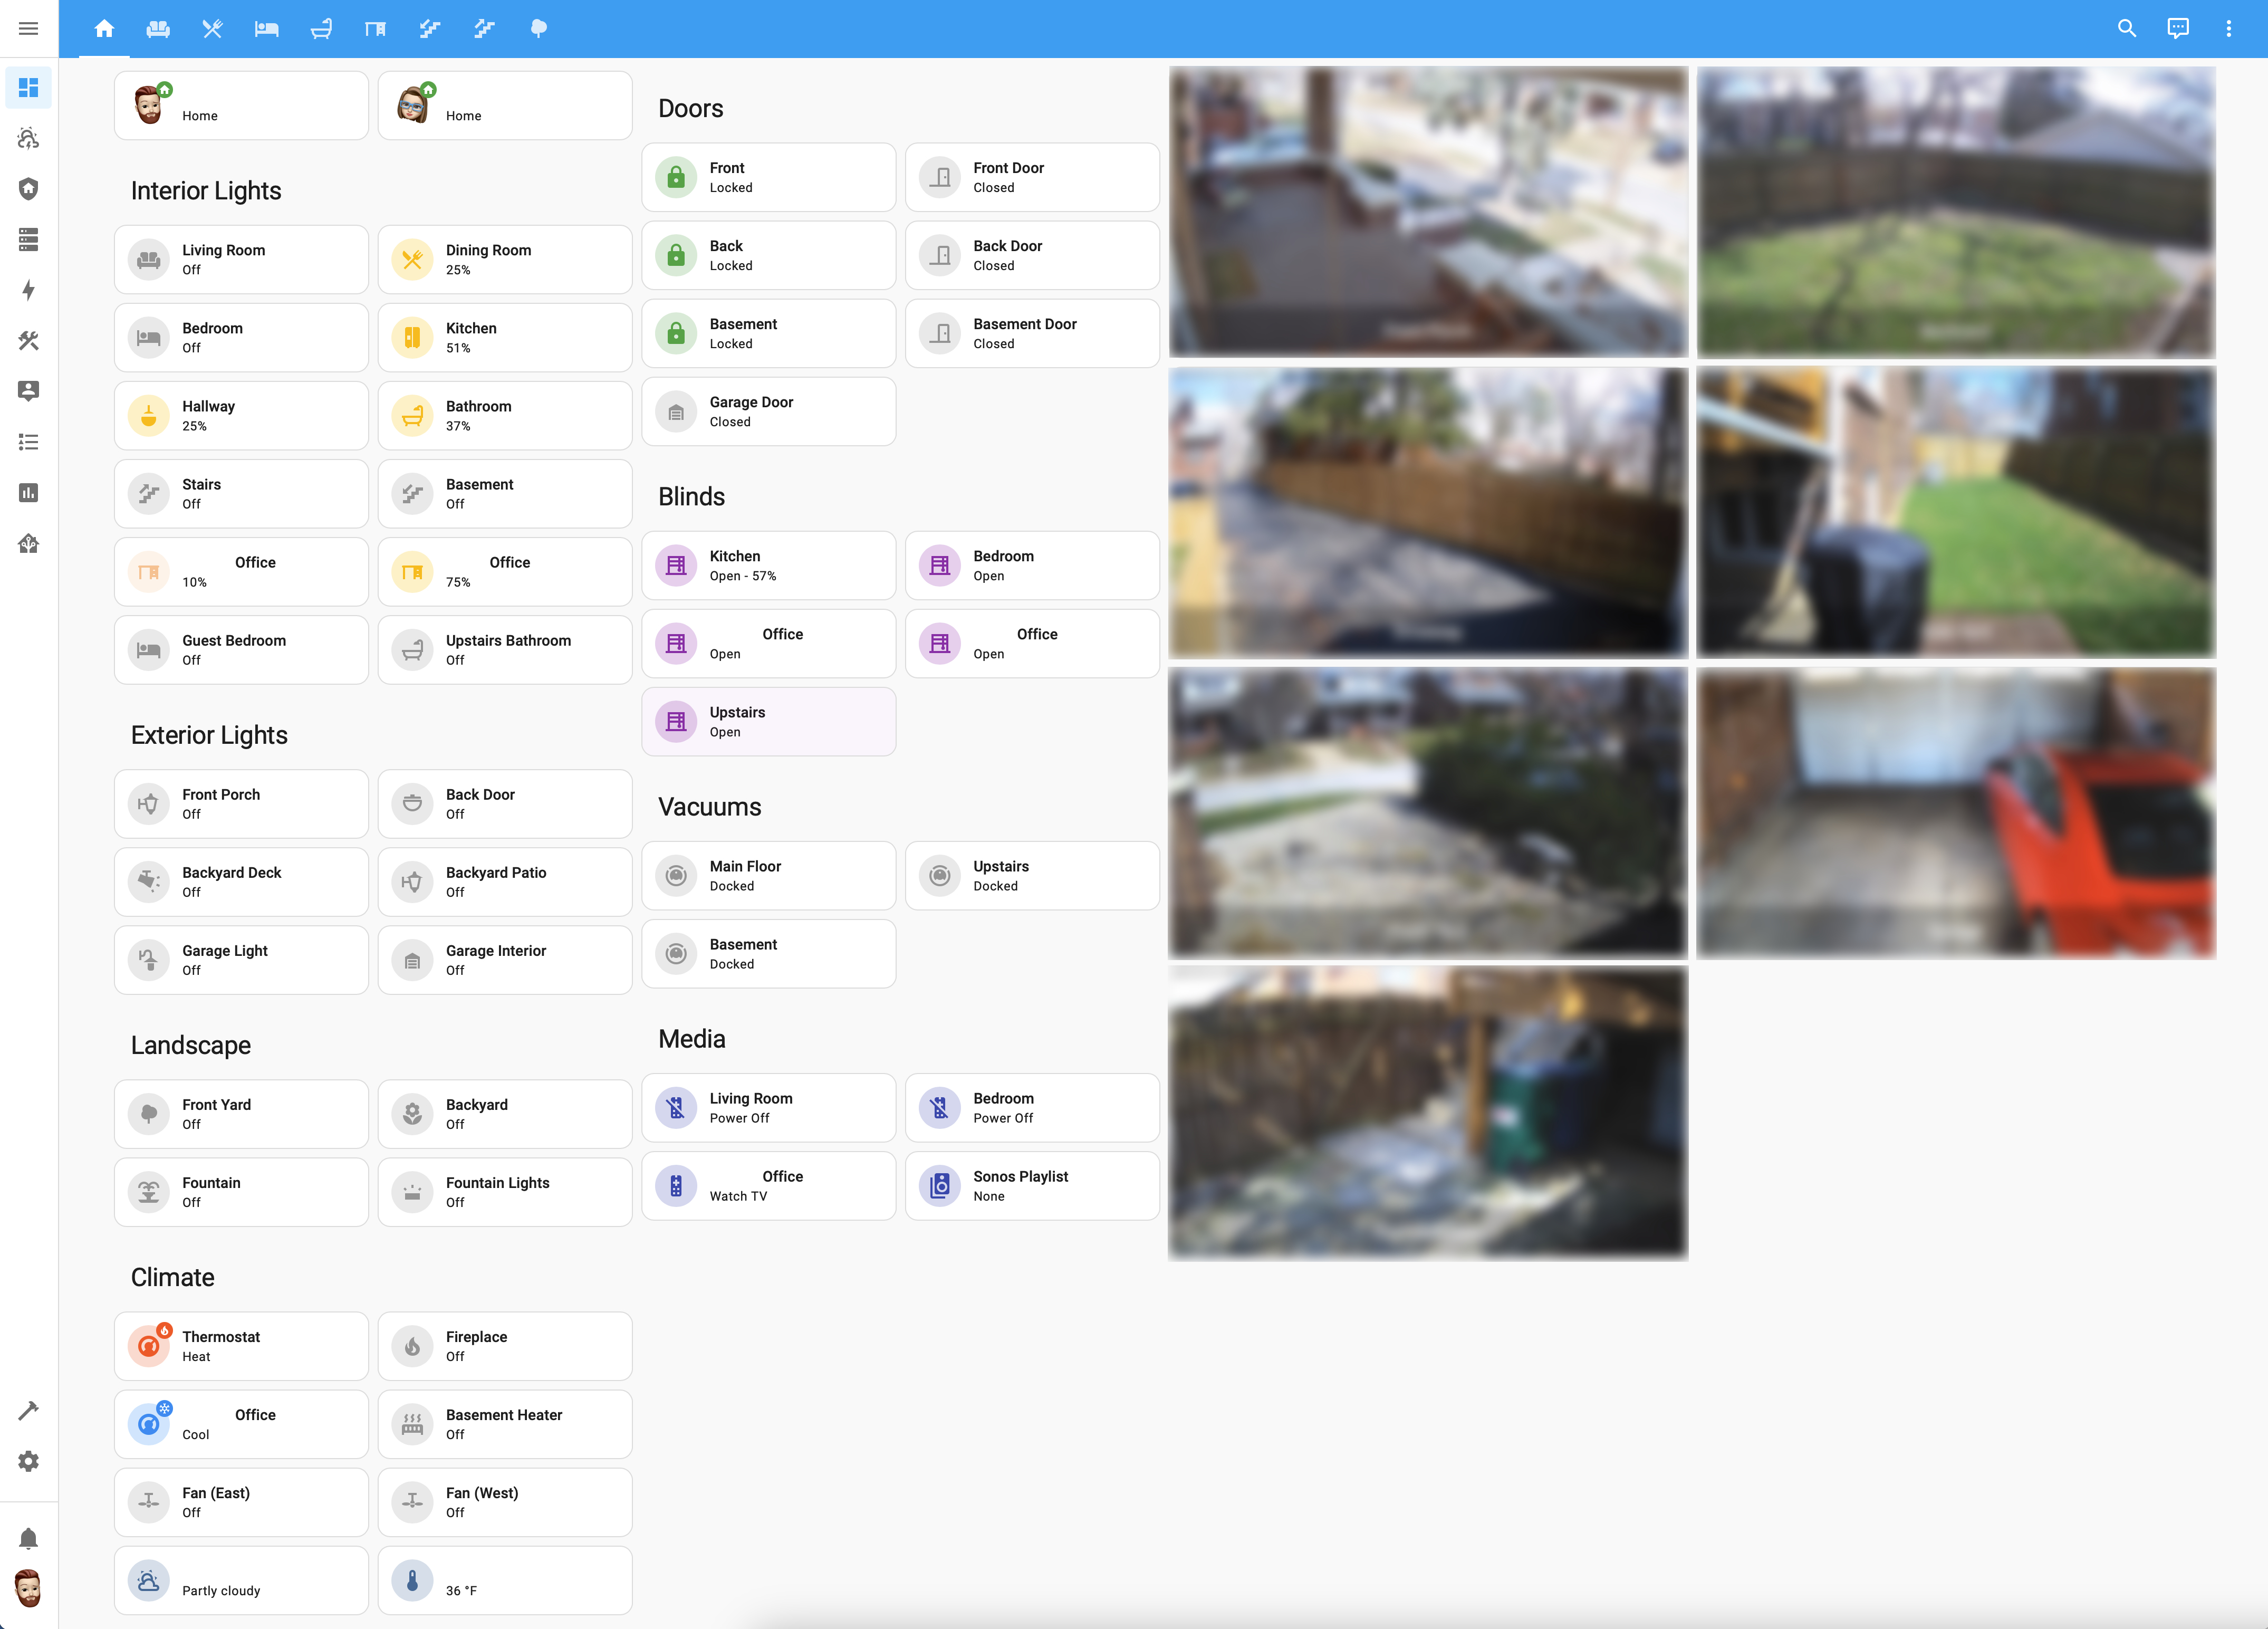 Home
Home
Interior Lights
Living Room
Off
Dining Room
25%
Bedroom
Off
Kitchen
51%
Hallway
25%
Bathroom
37%
Stairs
Off
Basement
Off
Office
10%
Office
75%
Guest Bedroom
Off
Upstairs Bathroom
Off
Exterior Lights
Front Porch
Off
Back Door
Off
Backyard Deck
Off
Backyard Patio
Off
Garage Light
Off
Garage Interior
Off
Landscape
Front Yard
Off
Backyard
Off
Fountain
Off
Fountain Lights
Off
Climate
Thermostat
Heat
Fireplace
Off
Office
Cool
Basement Heater
Off
Fan (East)
Off
Fan (West)
Off
Partly cloudy
36 °F
Doors
Front
Locked
Front Door
Closed
Back
Locked
Back Door
Closed
Basement
Locked
Basement Door
Closed
Garage Door
Closed
Blinds
Kitchen
Open - 57%
Bedroom
Open
Office
Open
Office
Open
Upstairs
Open
Vacuums
Main Floor
Docked
Upstairs
Docked
Basement
Docked
Media
Living Room
Power Off
Bedroom
Power Off
Office
Watch TV
Sonos Playlist
None